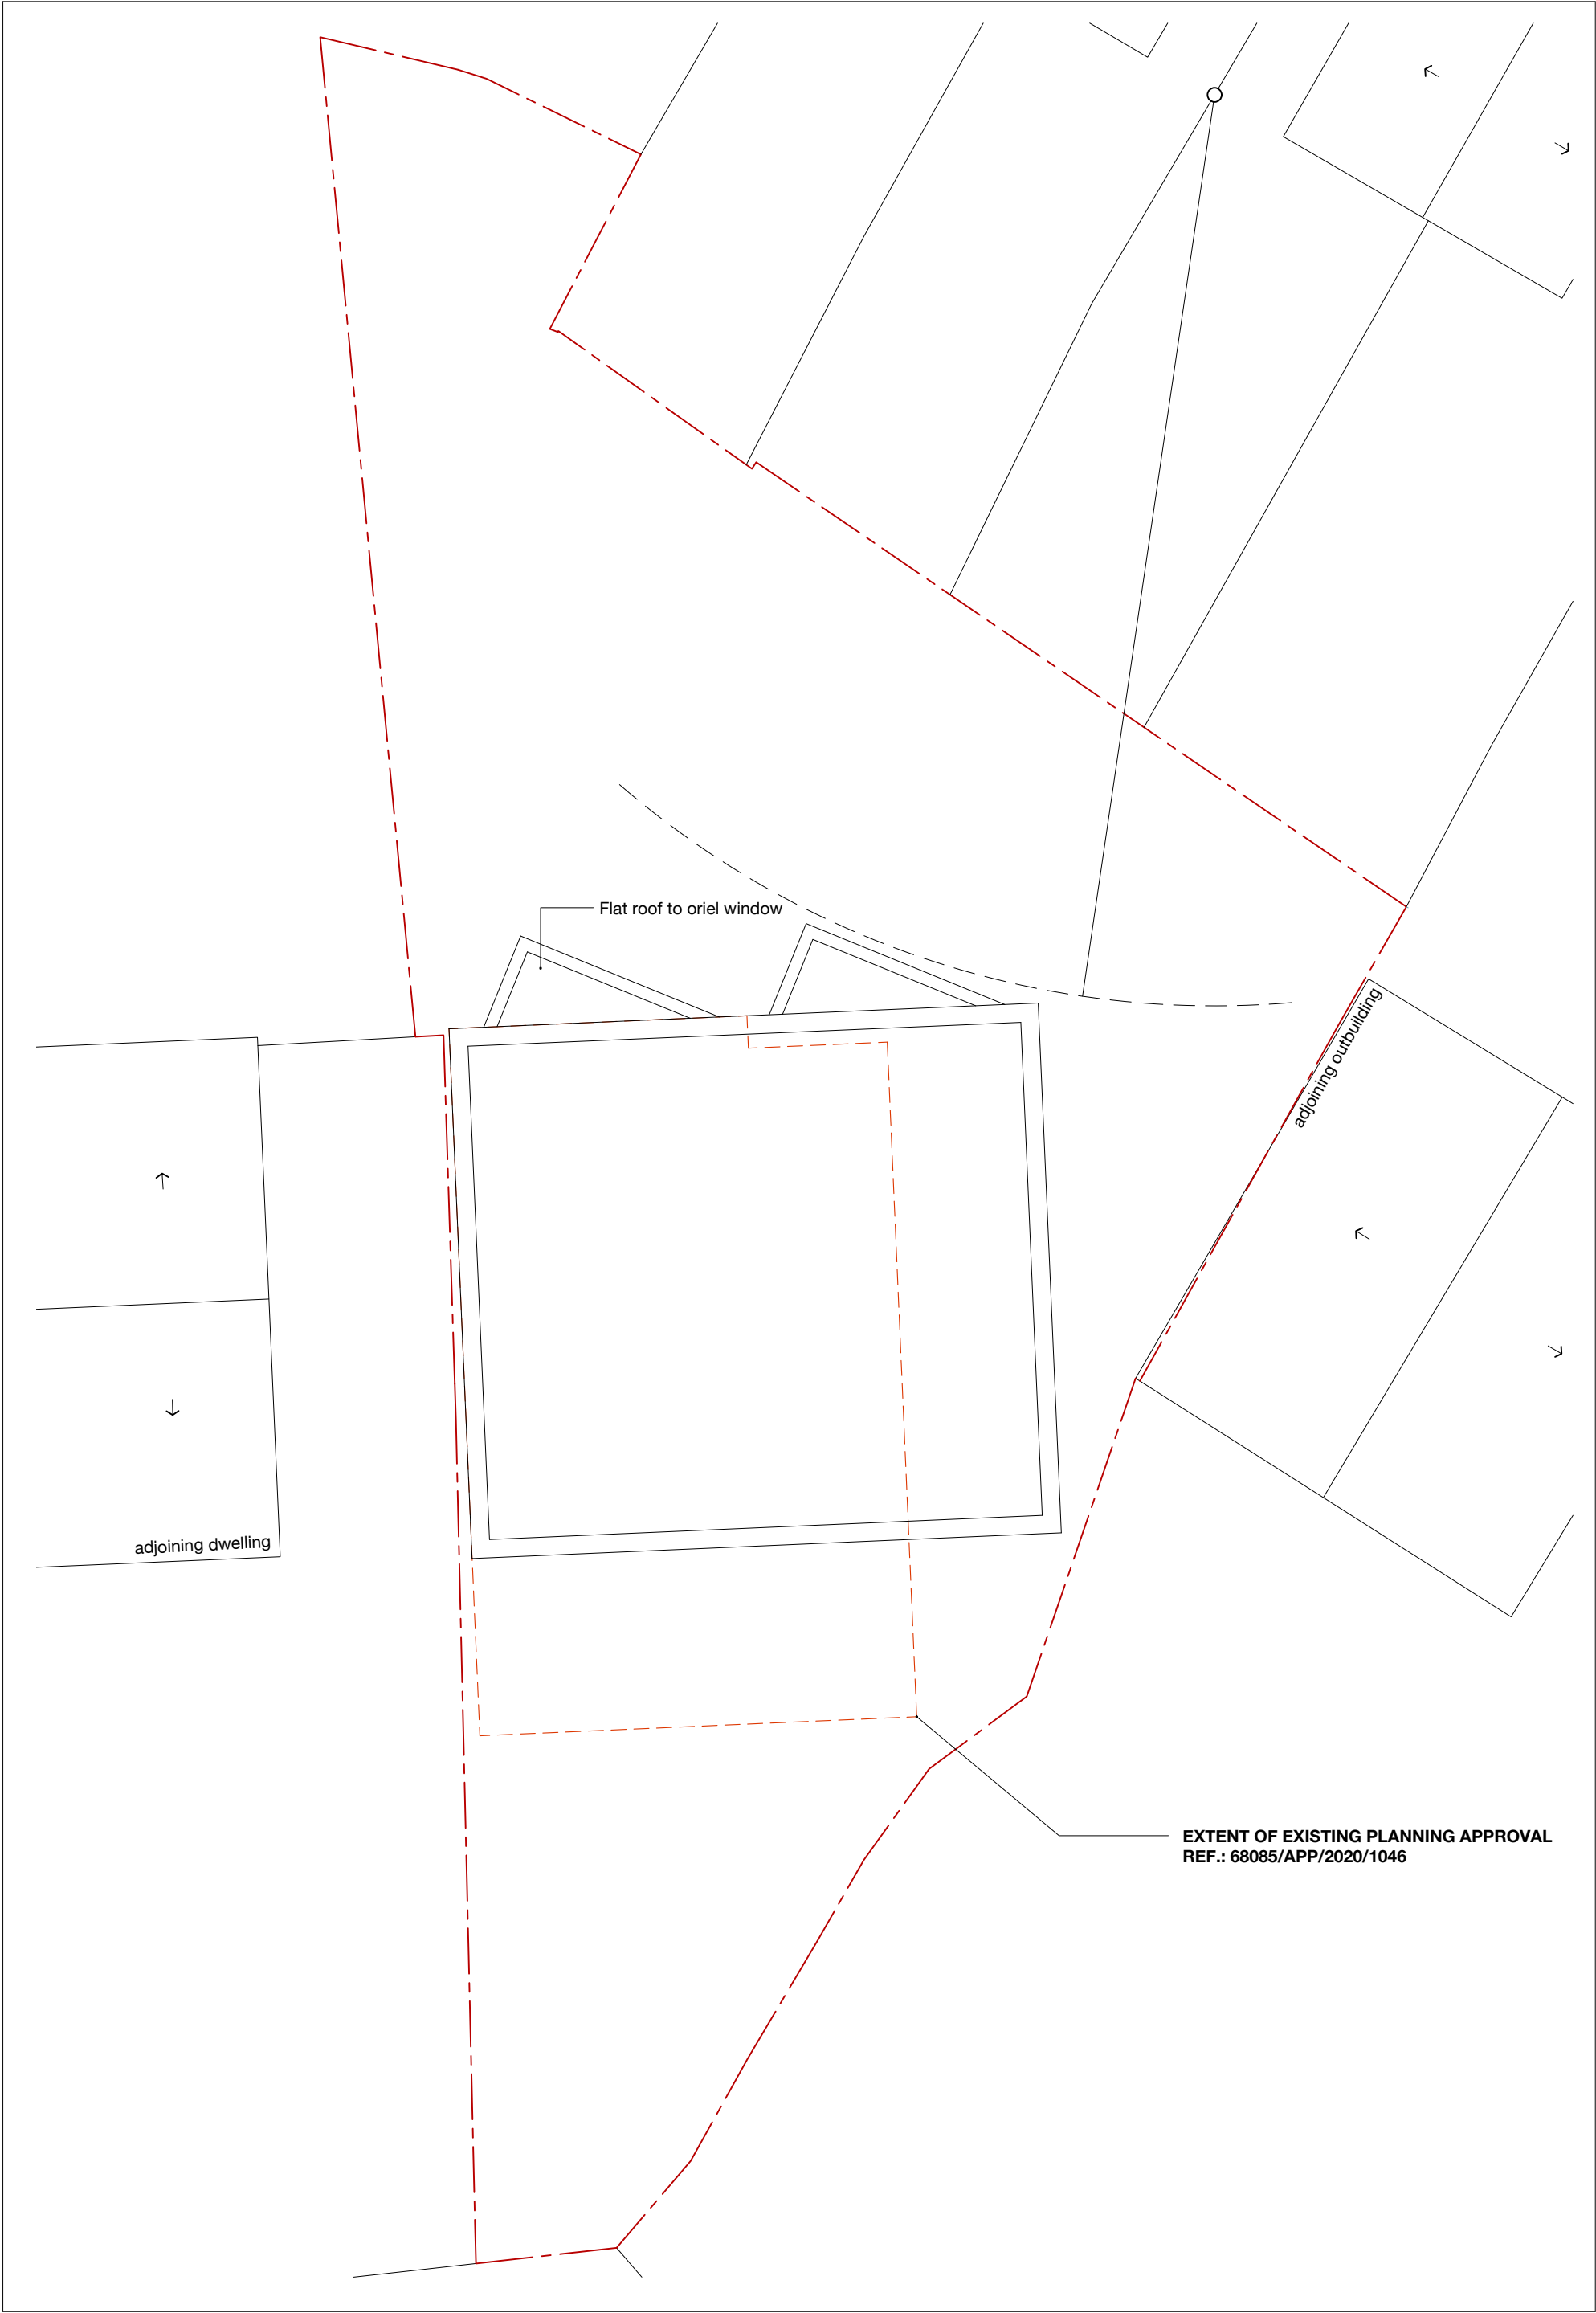 Flat roof to oriel window
adjoining outbuilding
adjoining dwelling
EXTENT OF EXISTING PLANNING APPROVAL
REF.: 68085/APP/2020/1046